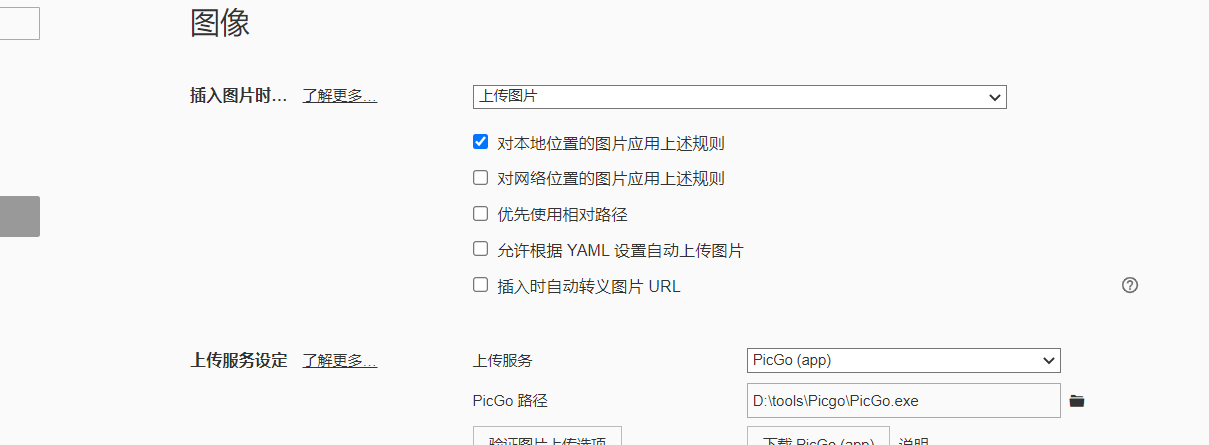 图像
插入图片时... 了解更多... 上传图片
对本地位置的图片应用上述规则
对网络位置的图片应用上述规则
优先使用相对路径
允许根据 YAML 设置自动上传图片
插入时自动转义图片 URL
上传服务设定 了解更多... 上传服务 PicGo (app)
PicGo 路径 D:\tools\Picgo\PicGo.exe
验证图片上传选项 下载 PicGo (app) 说明